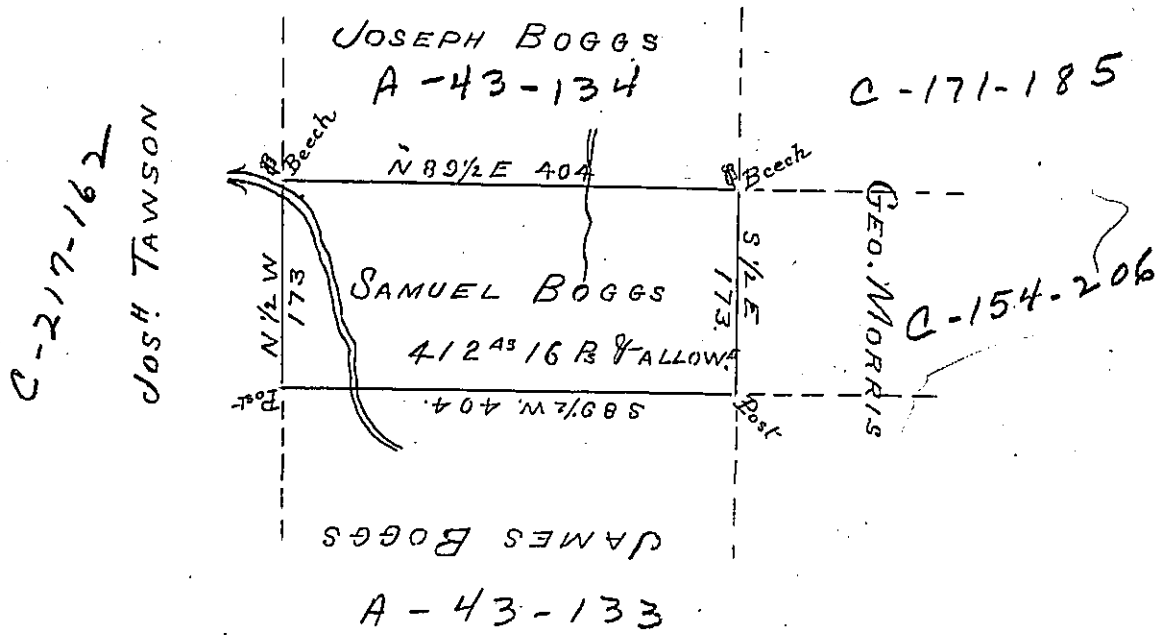 JOSEPH BOGGS
A-43-134
C-171-185
C-217-162
JOS.H TAWSON
Beech
N 89½ E 404
Beech
N ½ W
173
SAMUEL BOGGS
412 AS 16 Ps & ALLOWE.
S ½ E
173.
GEO. MORRIS
C-154-206
Post
S 89½ W. 404.
Post
JAMES BOGGS
A-43-133